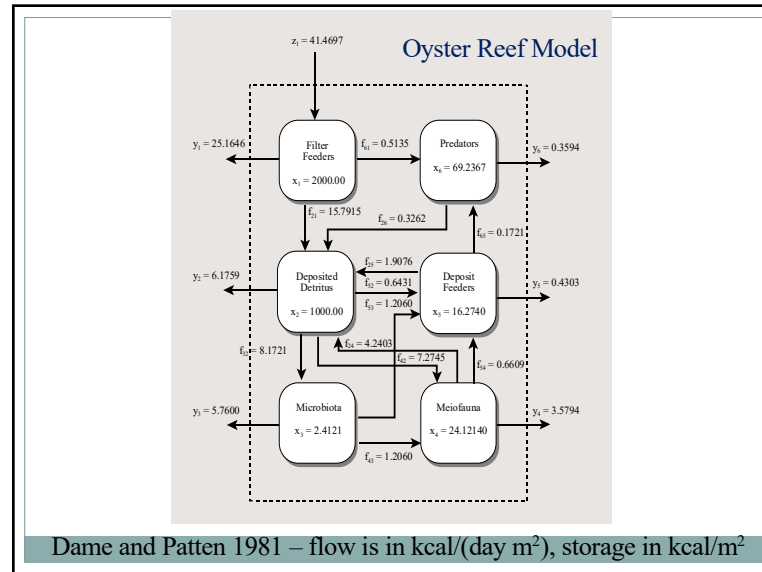 Oyster Reef Model
z₁ = 41.4697
y₁ = 25.1646
Filter
Feeders
x₁ = 2000.00
f₆₁ = 0.5135
Predators
x₆ = 69.2367
y₆ = 0.3594
f₂₁ = 15.7915
f₂₆ = 0.3262
f₆₅ = 0.1721
y₂ = 6.1759
Deposited
Detritus
x₂ = 1000.00
f₂₅ = 1.9076
f₅₂ = 0.6431
f₅₃ = 1.2060
Deposit
Feeders
x₅ = 16.2740
y₅ = 0.4303
f₃₂ = 8.1721
f₂₄ = 4.2403
f₄₂ = 7.2745
f₅₄ = 0.6609
y₃ = 5.7600
Microbiota
x₃ = 2.4121
f₄₃ = 1.2060
Meiofauna
x₄ = 24.12140
y₄ = 3.5794
Dame and Patten 1981 – flow is in kcal/(day m²), storage in kcal/m²